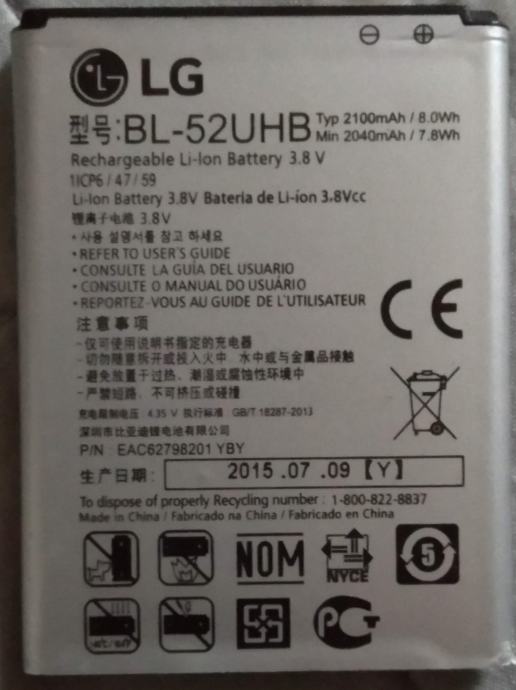 ⊖ ⊕
LG
型号:BL-52UHB Typ 2100mAh / 8.0Wh
Min 2040mAh / 7.8Wh
Rechargeable Li-Ion Battery 3.8 V
1ICP6 / 47 / 59
Li-Ion Battery 3.8V Bateria de Li-ion 3.8Vcc
锂离子电池 3.8V
• 사용 설명서를 참고 하세요
• REFER TO USER'S GUIDE
• CONSULTE LA GUÍA DEL USUARIO
• CONSULTE O MANUAL DO USUÁRIO
• REPORTEZ-VOUS AU GUIDE DE L'UTILISATEUR
CE
注意事项
-仅可使用说明书指定的充电器
-切勿随意拆开或投入火中, 水中或与金属品接触
-避免放置于过热、潮湿或腐蚀性环境中
-严禁短路、不可挤压或碰撞
充电限制电压 4.35 V 执行标准 GB/T 18287-2013
深圳市比亚迪锂电池有限公司
P/N : EAC62798201 YBY
生产日期: 2015 .07 .09【Y】
To dispose of properly Recycling number : 1-800-822-8837
Made in China / Fabricado na China / Fabricado en China
NOM
NYCE
5